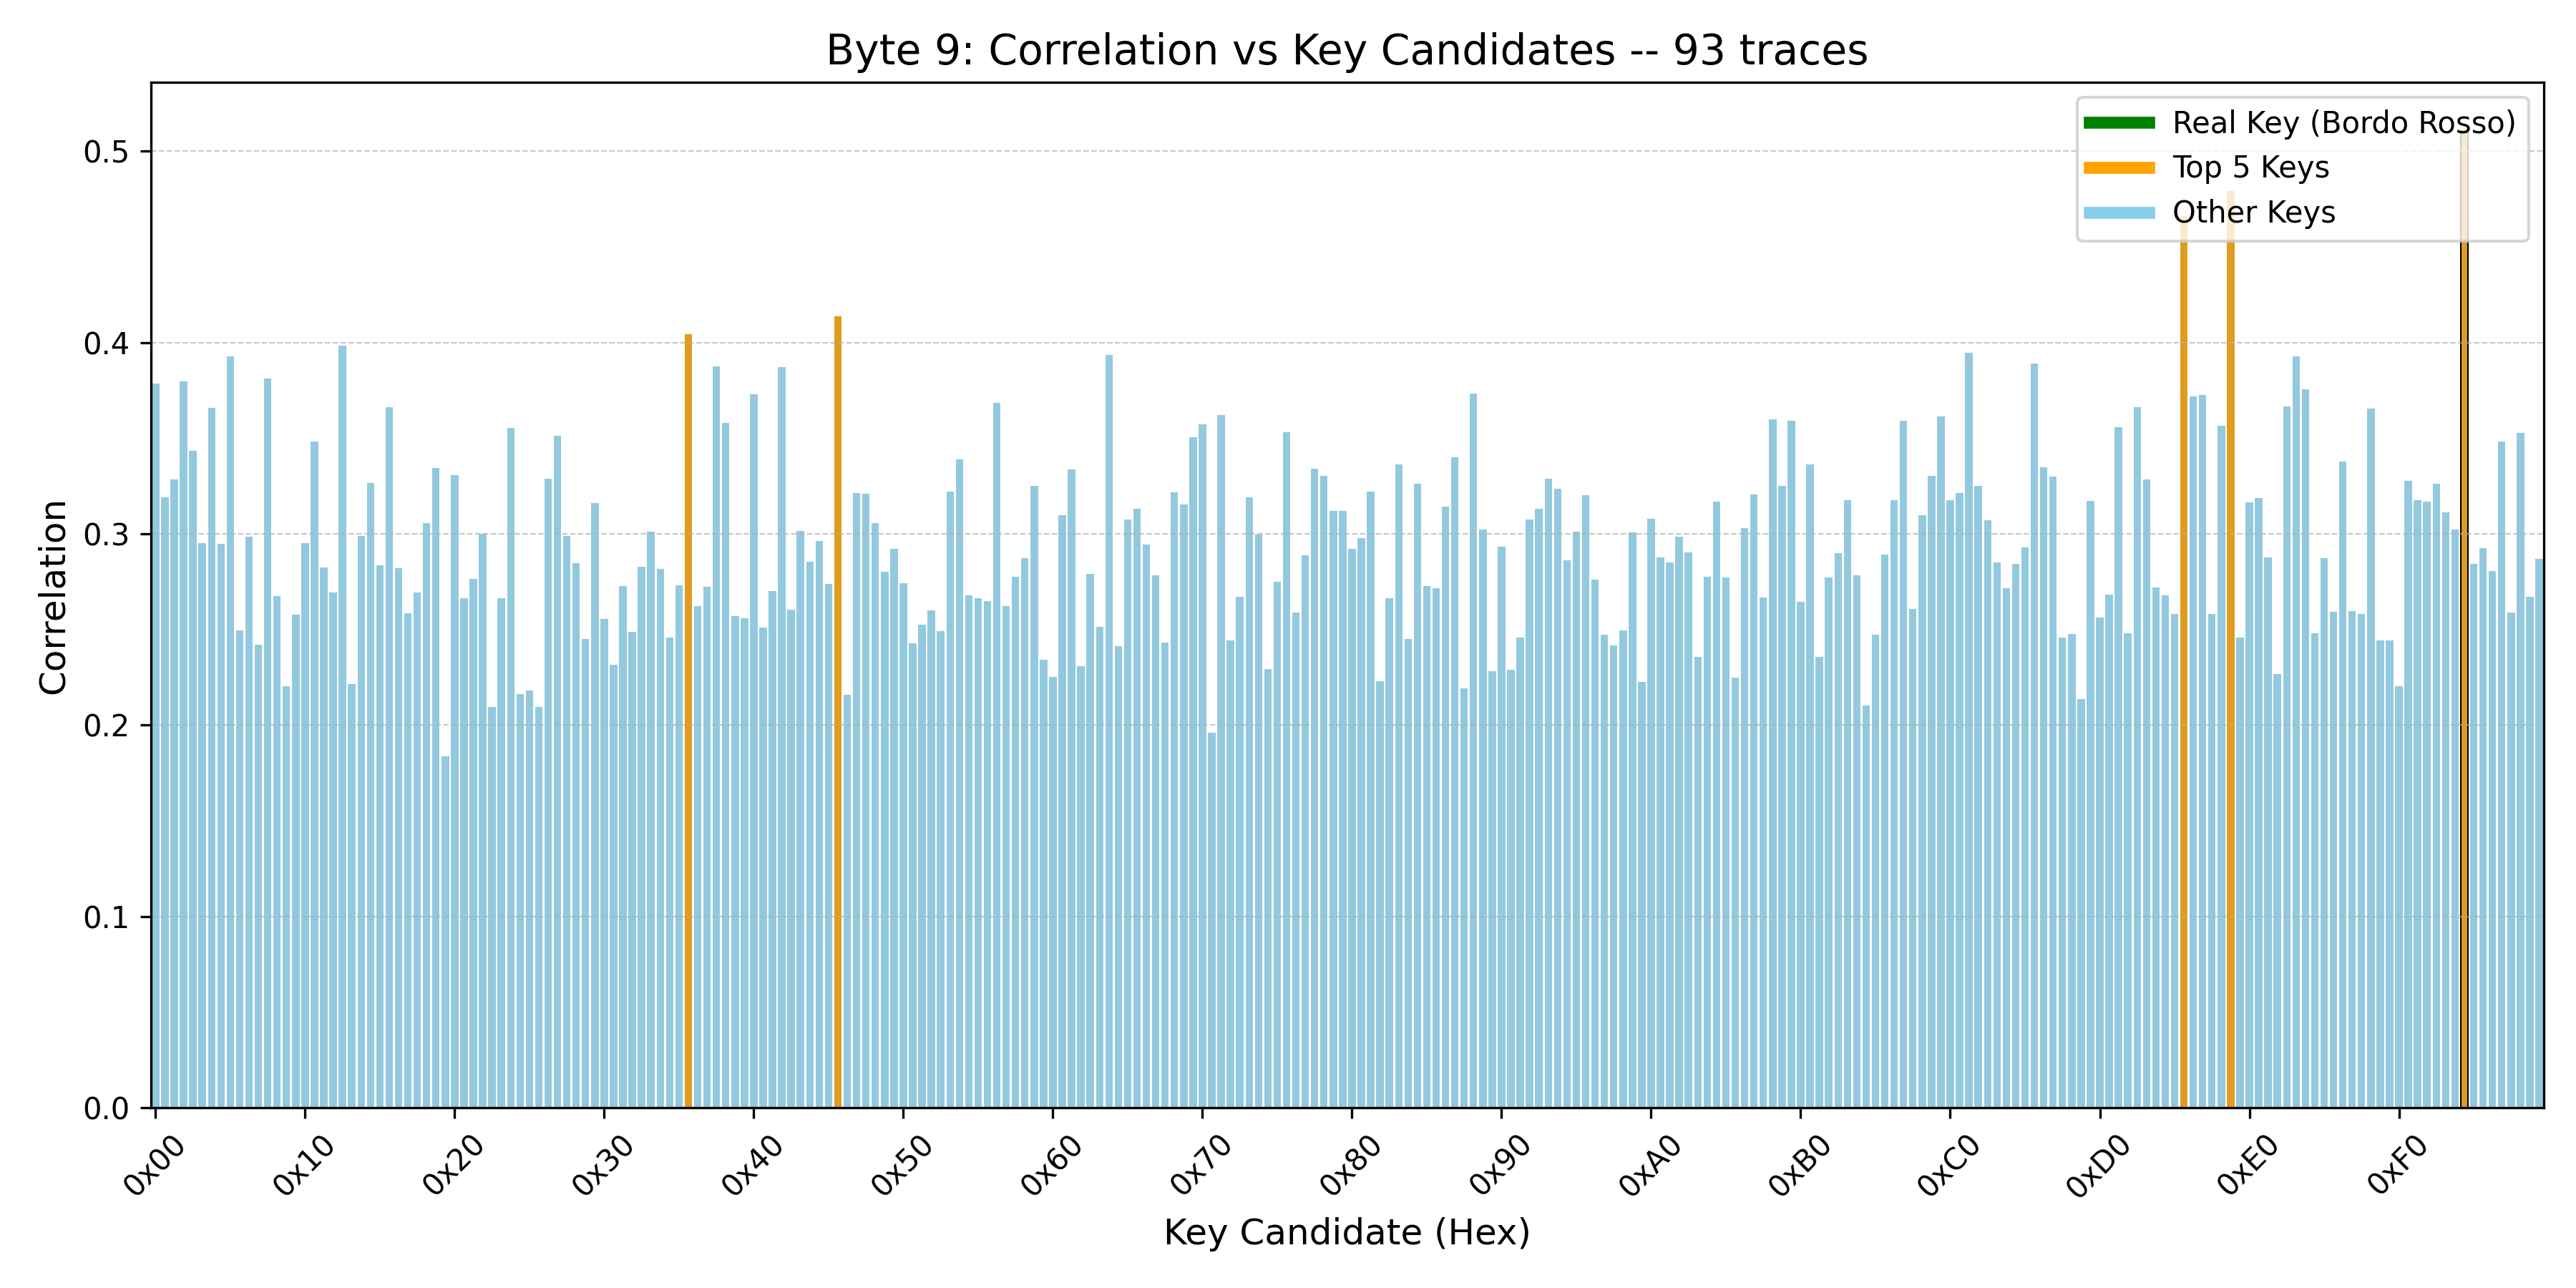 Byte 9: Correlation vs Key Candidates -- 93 traces
Real Key (Bordo Rosso)
Top 5 Keys
Other Keys
Correlation
0.5
0.4
0.3
0.2
0.1
0.0
0x00
0x10
0x20
0x30
0x40
0x50
0x60
0x70
0x80
0x90
0xA0
0xB0
0xC0
0xD0
0xE0
0xF0
Key Candidate (Hex)